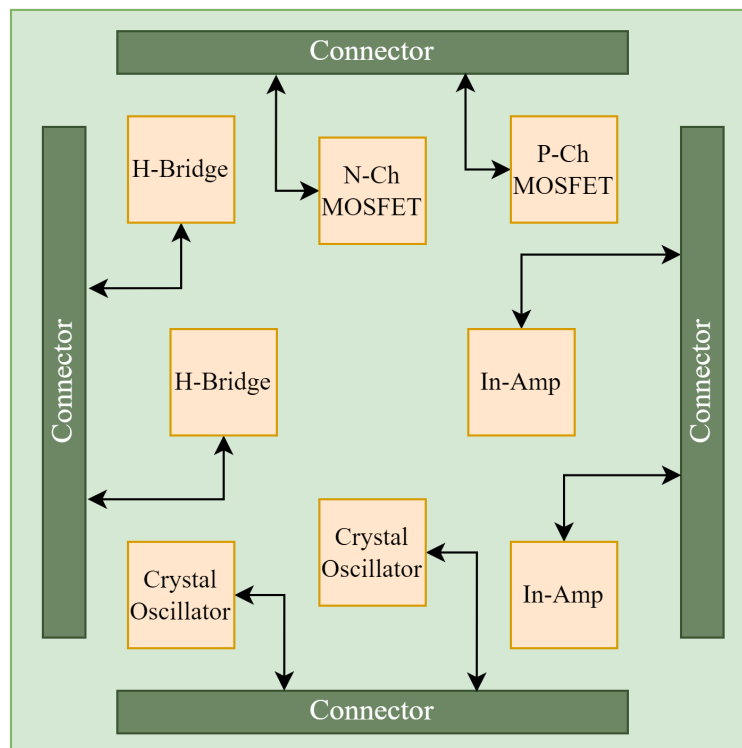 Connector
H-Bridge
N-Ch
MOSFET
P-Ch
MOSFET
Connector
Connector
H-Bridge
In-Amp
Crystal
Oscillator
Crystal
Oscillator
In-Amp
Connector